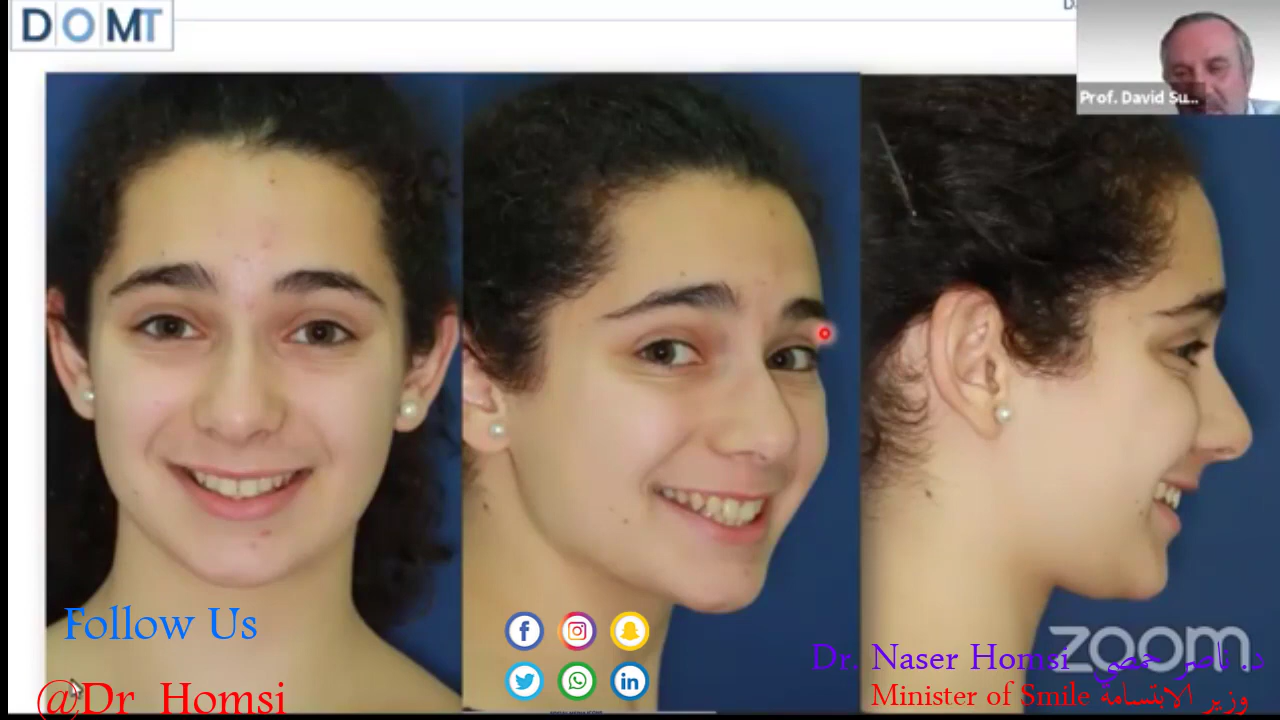 DOMT
Prof. David Su...
Follow Us
@Dr_Homsi
zoom
Dr. Naser Homsi د. ناصر حمصي
Minister of Smile وزير الابتسامة